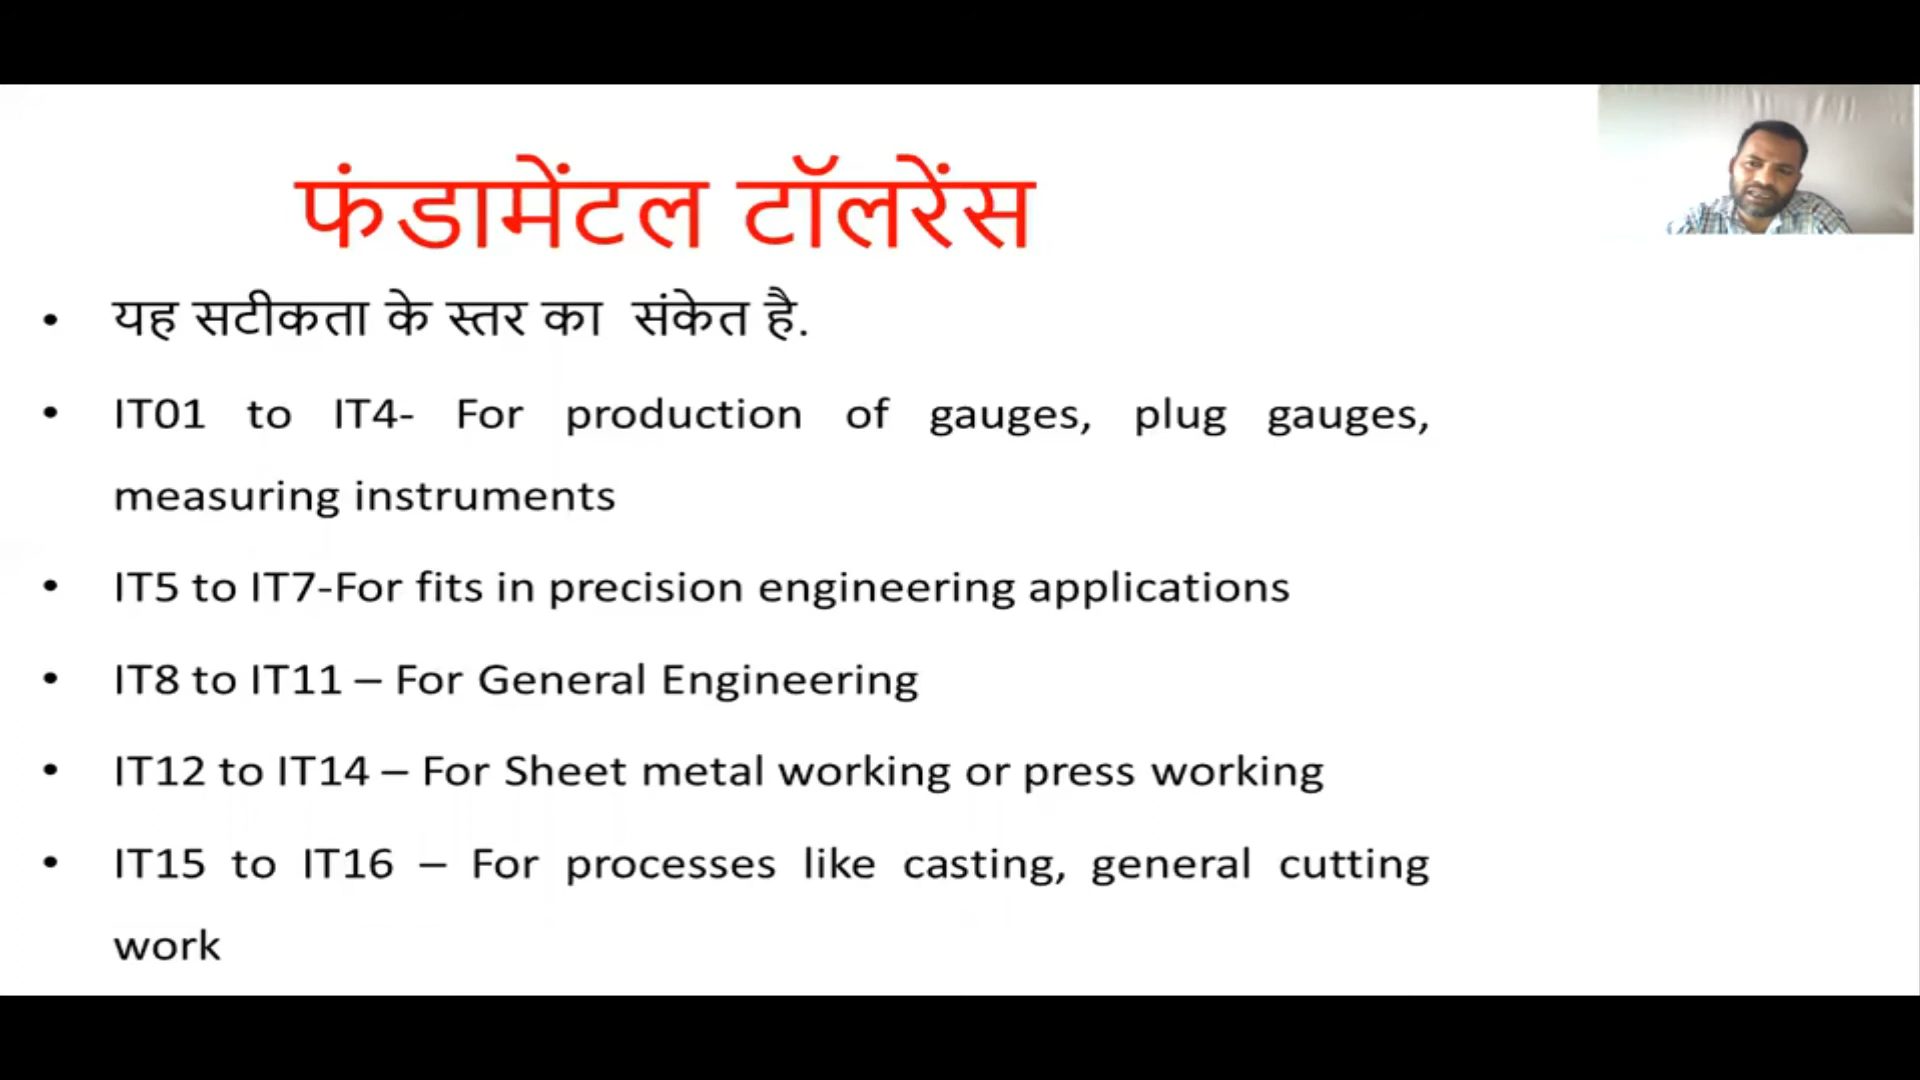 फंडामेंटल टॉलरेंस
• यह सटीकता के स्तर का संकेत है.
• IT01 to IT4- For production of gauges, plug gauges,
measuring instruments
• IT5 to IT7-For fits in precision engineering applications
• IT8 to IT11 – For General Engineering
• IT12 to IT14 – For Sheet metal working or press working
• IT15 to IT16 – For processes like casting, general cutting
work